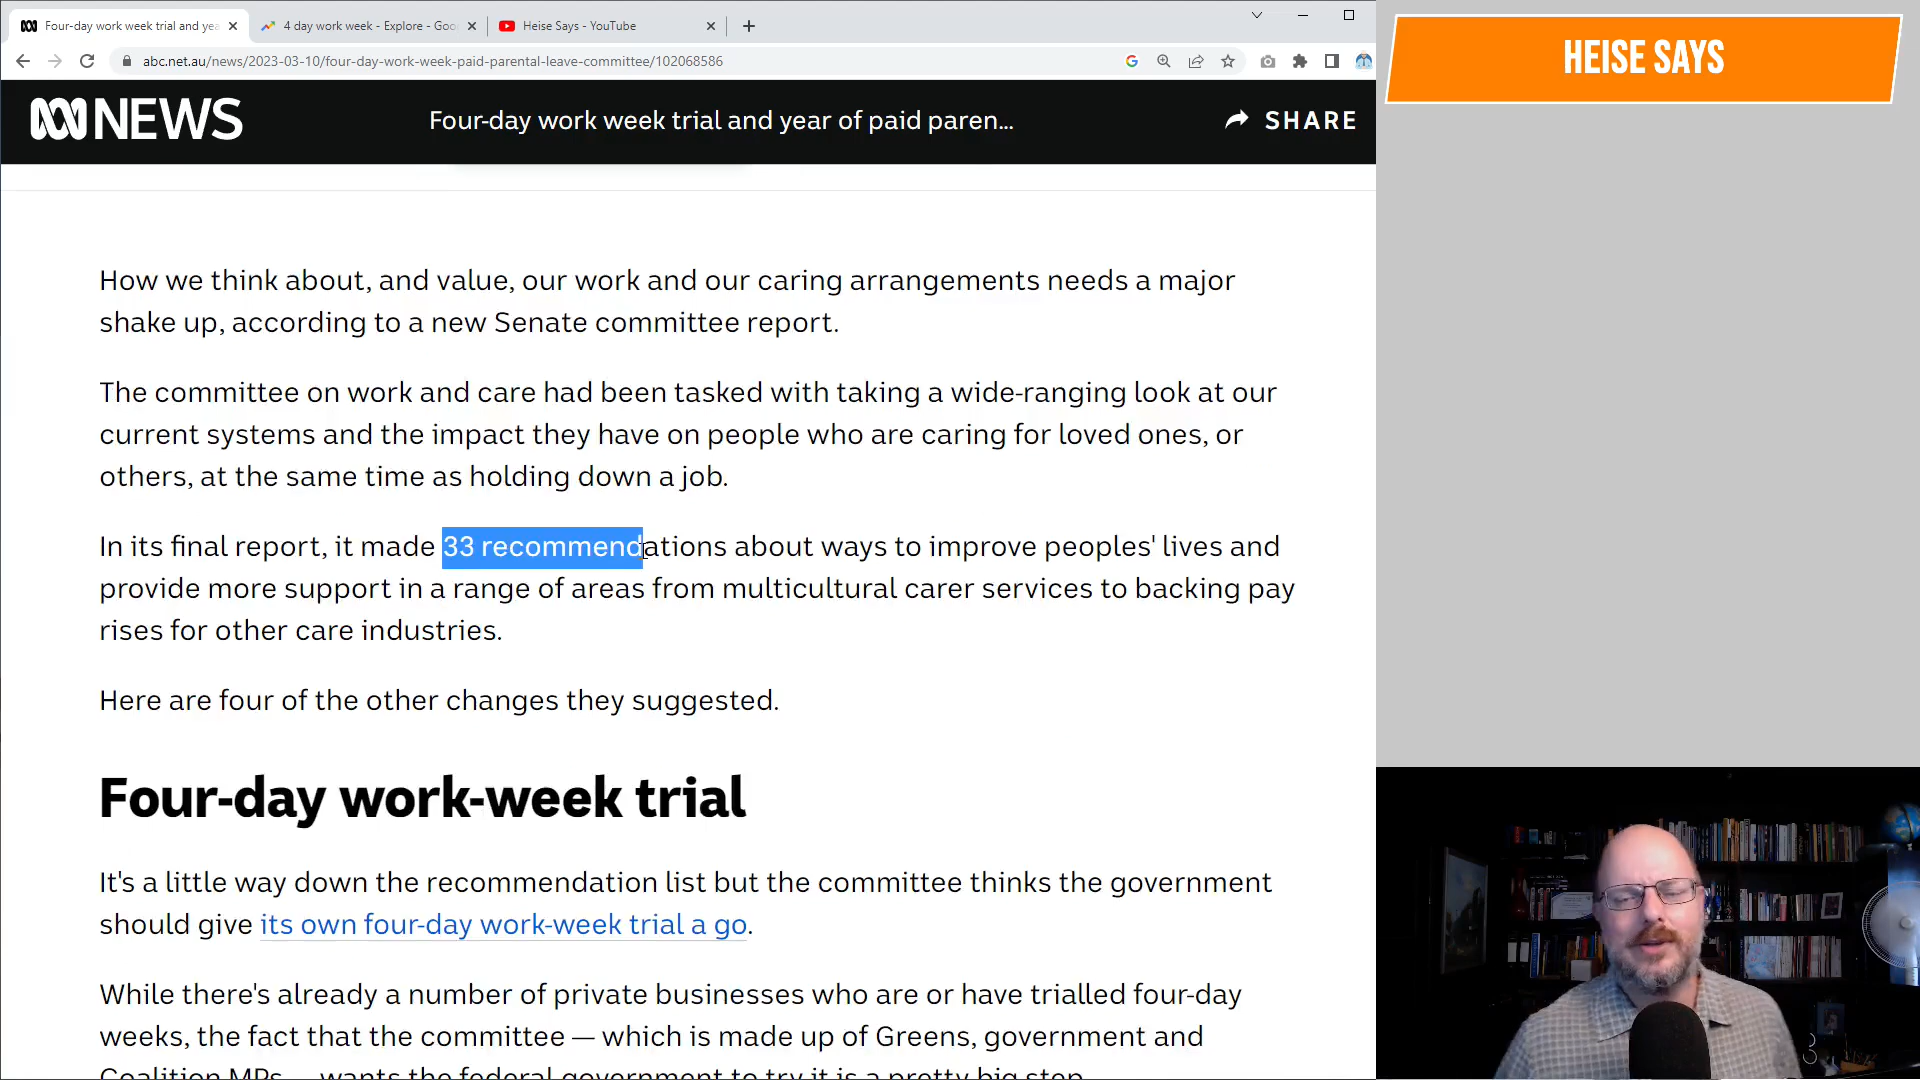 Four-day work week trial and yea
4 day work week - Explore - Goo
Heise Says - YouTube
abc.net.au/news/2023-03-10/four-day-work-week-paid-parental-leave-committee/102068586
HEISE SAYS
NEWS
Four-day work week trial and year of paid paren...
SHARE
How we think about, and value, our work and our caring arrangements needs a major
shake up, according to a new Senate committee report.
The committee on work and care had been tasked with taking a wide-ranging look at our
current systems and the impact they have on people who are caring for loved ones, or
others, at the same time as holding down a job.
In its final report, it made 33 recommendations about ways to improve peoples' lives and
provide more support in a range of areas from multicultural carer services to backing pay
rises for other care industries.
Here are four of the other changes they suggested.
Four-day work-week trial
It's a little way down the recommendation list but the committee thinks the government
should give its own four-day work-week trial a go.
While there's already a number of private businesses who are or have trialled four-day
weeks, the fact that the committee — which is made up of Greens, government and
Coalition MPs — wants the federal government to try it is a pretty big step.